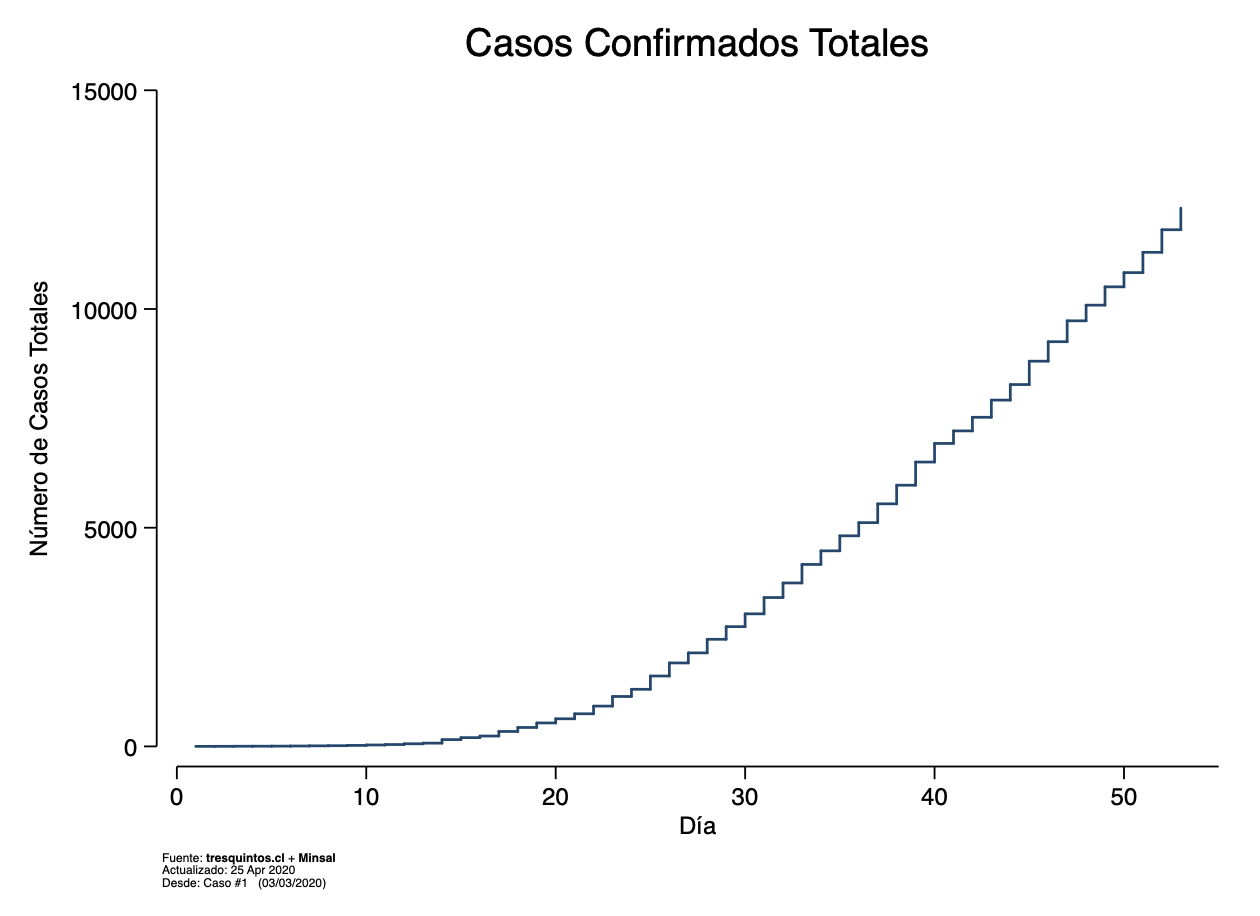 Casos Confirmados Totales
15000
10000
5000
0
Número de Casos Totales
0 10 20 30 40 50
Día
Fuente: tresquintos.cl + Minsal
Actualizado: 25 Apr 2020
Desde: Caso #1 (03/03/2020)